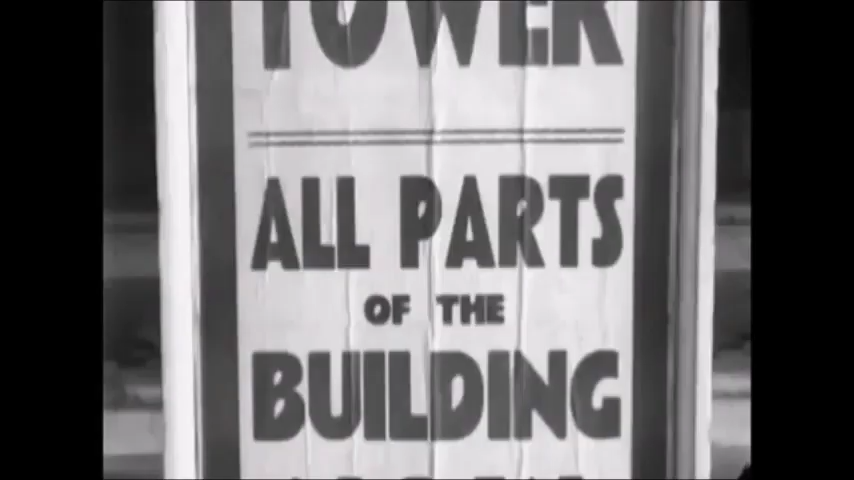 TOWER
ALL PARTS
OF THE
BUILDING